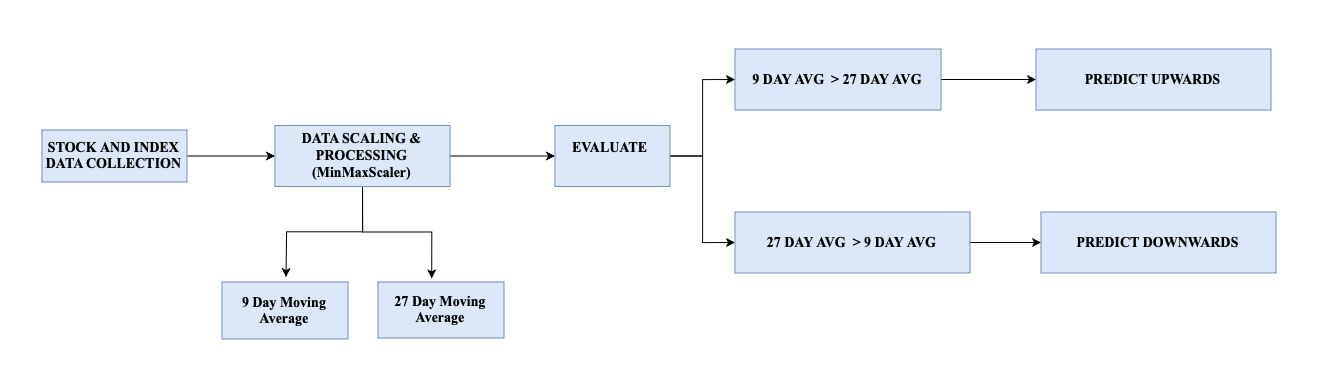 STOCK AND INDEX
DATA COLLECTION
DATA SCALING &
PROCESSING
(MinMaxScaler)
9 Day Moving
Average
27 Day Moving
Average
EVALUATE
9 DAY AVG > 27 DAY AVG
PREDICT UPWARDS
27 DAY AVG > 9 DAY AVG
PREDICT DOWNWARDS